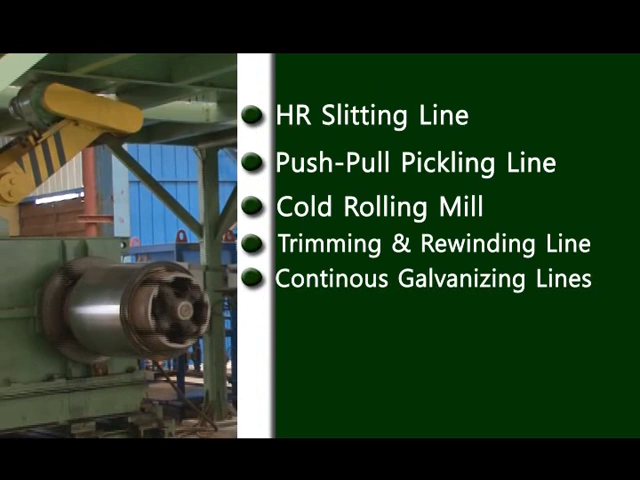 HR Slitting Line
Push-Pull Pickling Line
Cold Rolling Mill
Trimming & Rewinding Line
Continous Galvanizing Lines